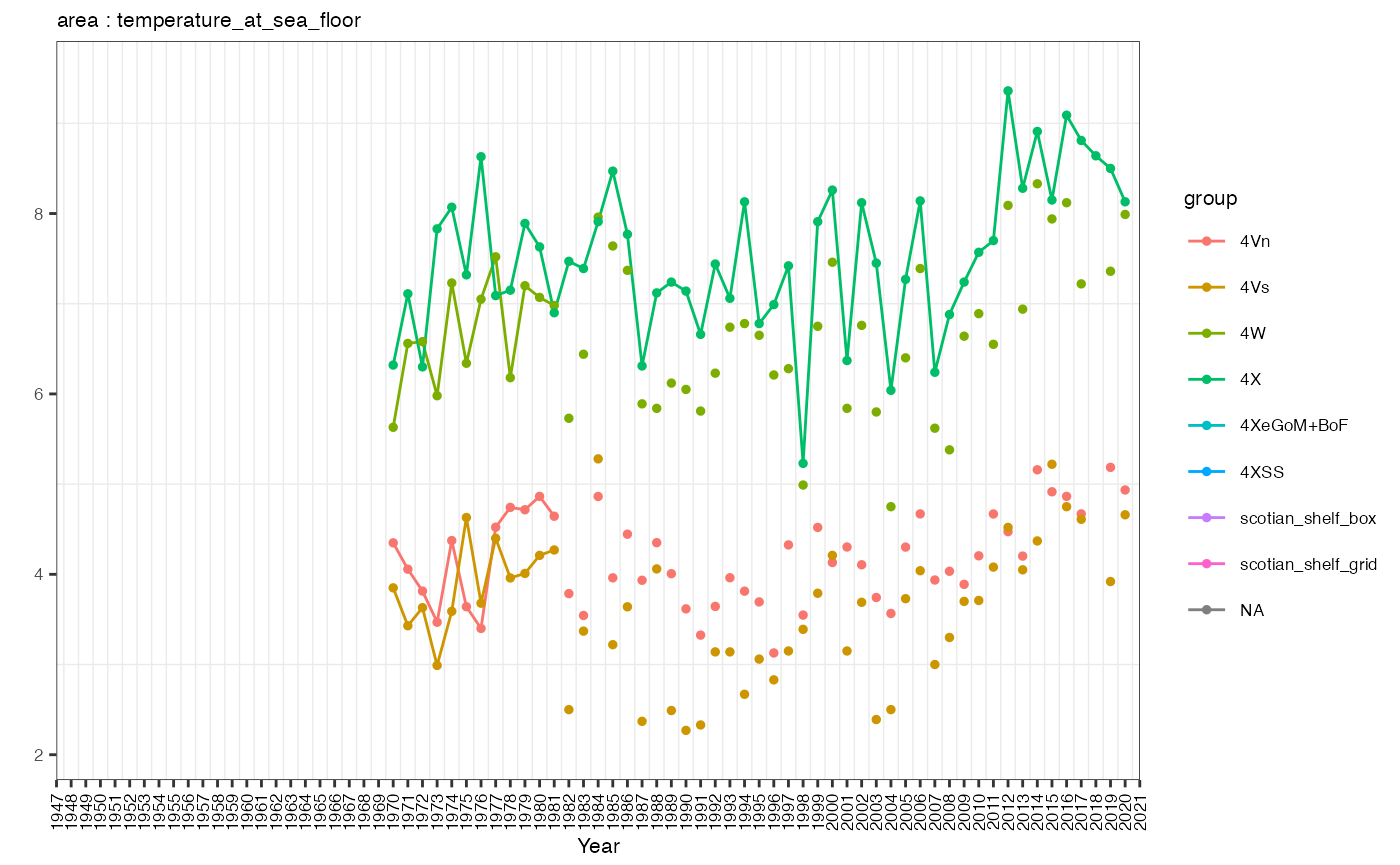 area : temperature_at_sea_floor
8
6
4
2
1947 1948 1949 1950 1951 1952 1953 1954 1955 1956 1957 1958 1959 1960 1961 1962 1963 1964 1965 1966 1967 1968 1969 1970 1971 1972 1973 1974 1975 1976 1977 1978 1979 1980 1981 1982 1983 1984 1985 1986 1987 1988 1989 1990 1991 1992 1993 1994 1995 1996 1997 1998 1999 2000 2001 2002 2003 2004 2005 2006 2007 2008 2009 2010 2011 2012 2013 2014 2015 2016 2017 2018 2019 2020 2021
Year
group
4Vn
4Vs
4W
4X
4XeGoM+BoF
4XSS
scotian_shelf_box
scotian_shelf_grid
NA